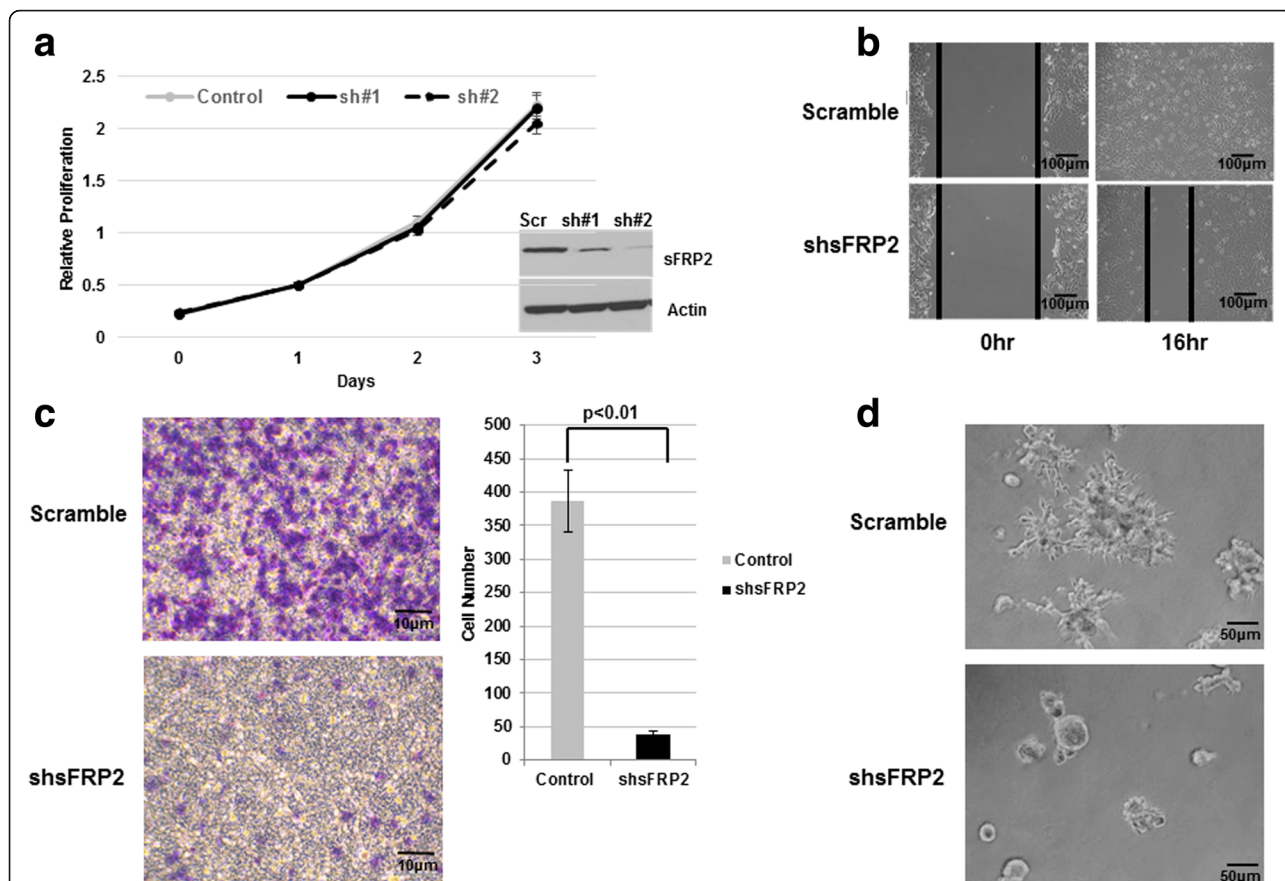 a
2.5
Control sh#1 sh#2
2
1.5
1
0.5
0
Relative Proliferation
0 1 2 3
Days
Scr sh#1 sh#2
sFRP2
Actin
b
Scramble
100µm 100µm
shsFRP2
100µm 100µm
0hr 16hr
c
Scramble
10µm
shsFRP2
10µm
p<0.01
500
450
400
350
300
250
200
150
100
50
0
Cell Number
Control shsFRP2
Control
shsFRP2
d
Scramble
50µm
shsFRP2
50µm